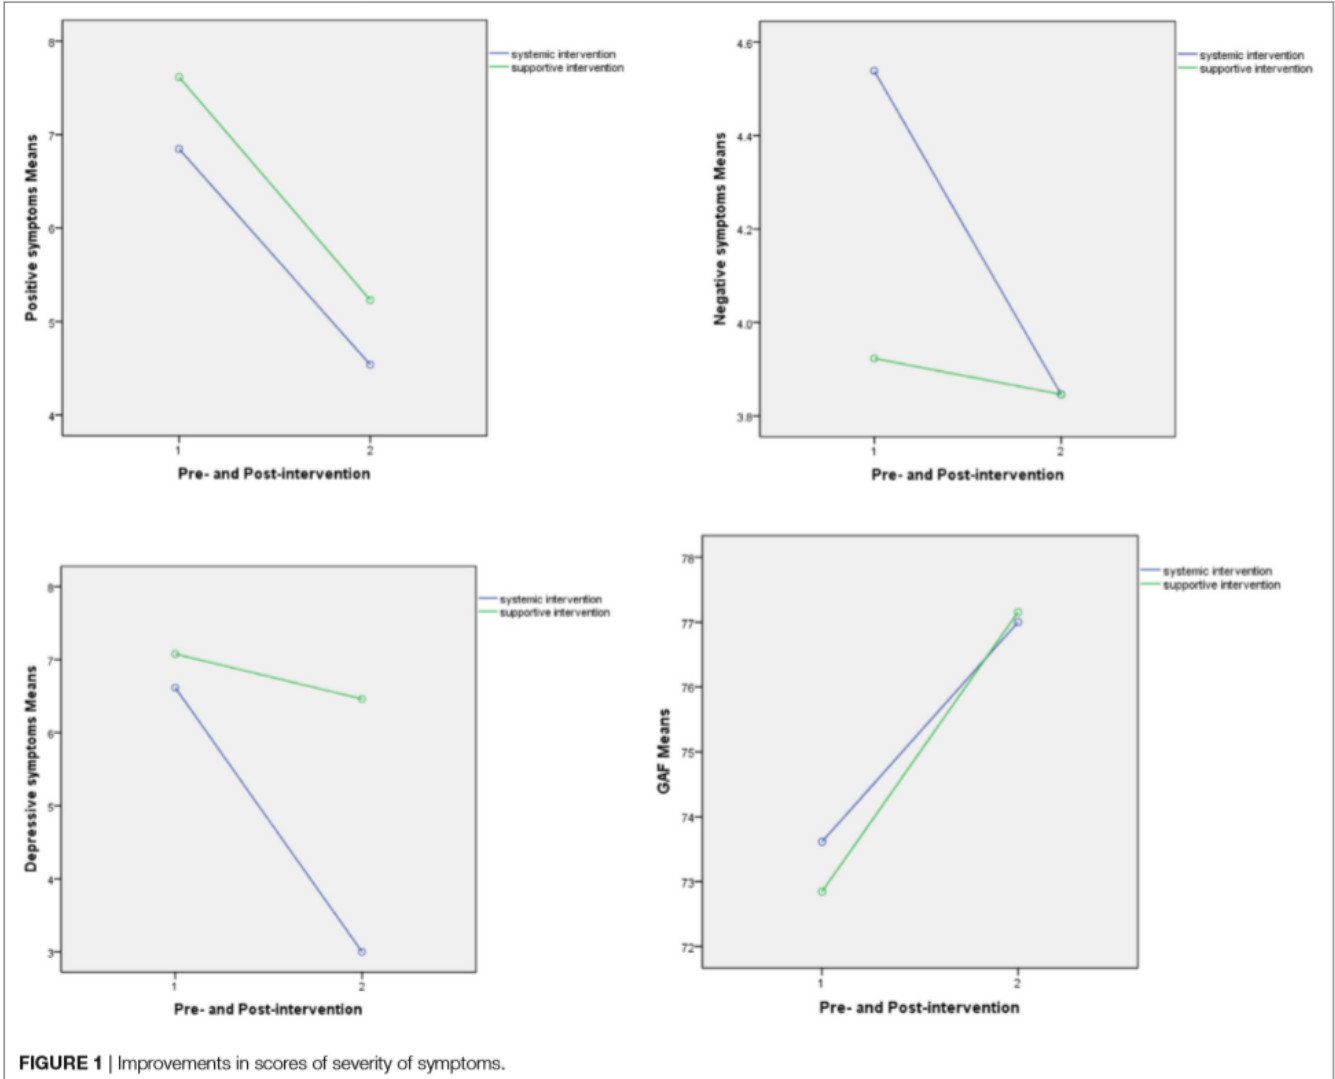 8
7
6
5
4
Positive symptoms Means
1
2
Pre- and Post-intervention
systemic intervention
supportive intervention
4.6
4.4
4.2
4.0
3.8
Negative symptoms Means
1
2
Pre- and Post-intervention
systemic intervention
supportive intervention
8
7
6
5
4
3
Depressive symptoms Means
1
2
Pre- and Post-intervention
systemic intervention
supportive intervention
78
77
76
75
74
73
72
GAF Means
1
2
Pre- and Post-intervention
systemic intervention
supportive intervention
FIGURE 1 | Improvements in scores of severity of symptoms.